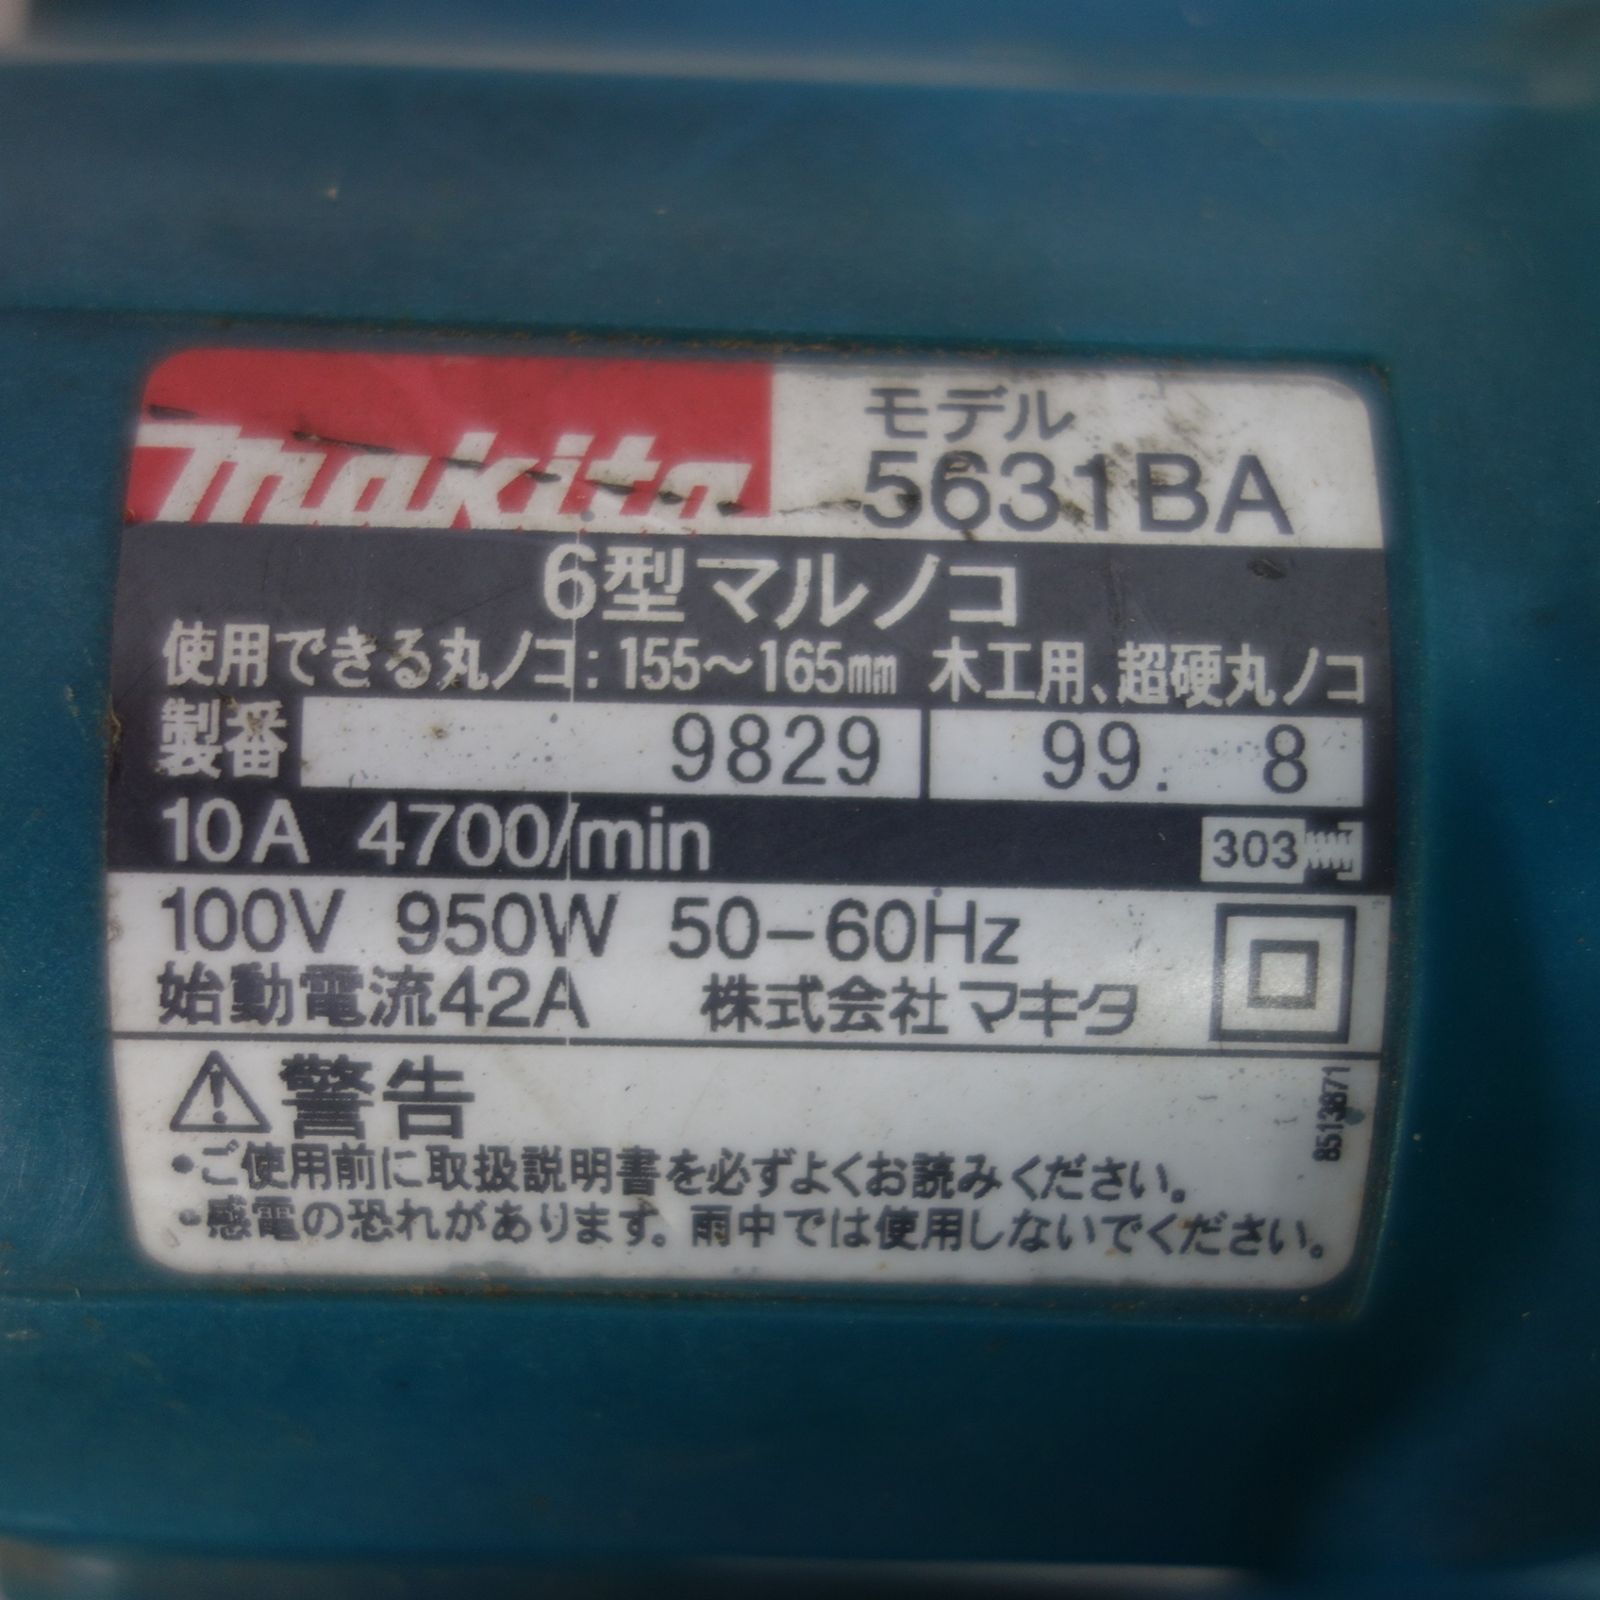 makita
モデル
5631BA
6型マルノコ
使用できる丸ノコ:155～165mm 木工用、超硬丸ノコ
製番 9829 99. 8
10A 4700/min 303
100V 950W 50-60Hz
始動電流42A 株式会社マキタ
警告
•ご使用前に取扱説明書を必ずよくお読みください。
•感電の恐れがあります。雨中では使用しないでください。
8513871